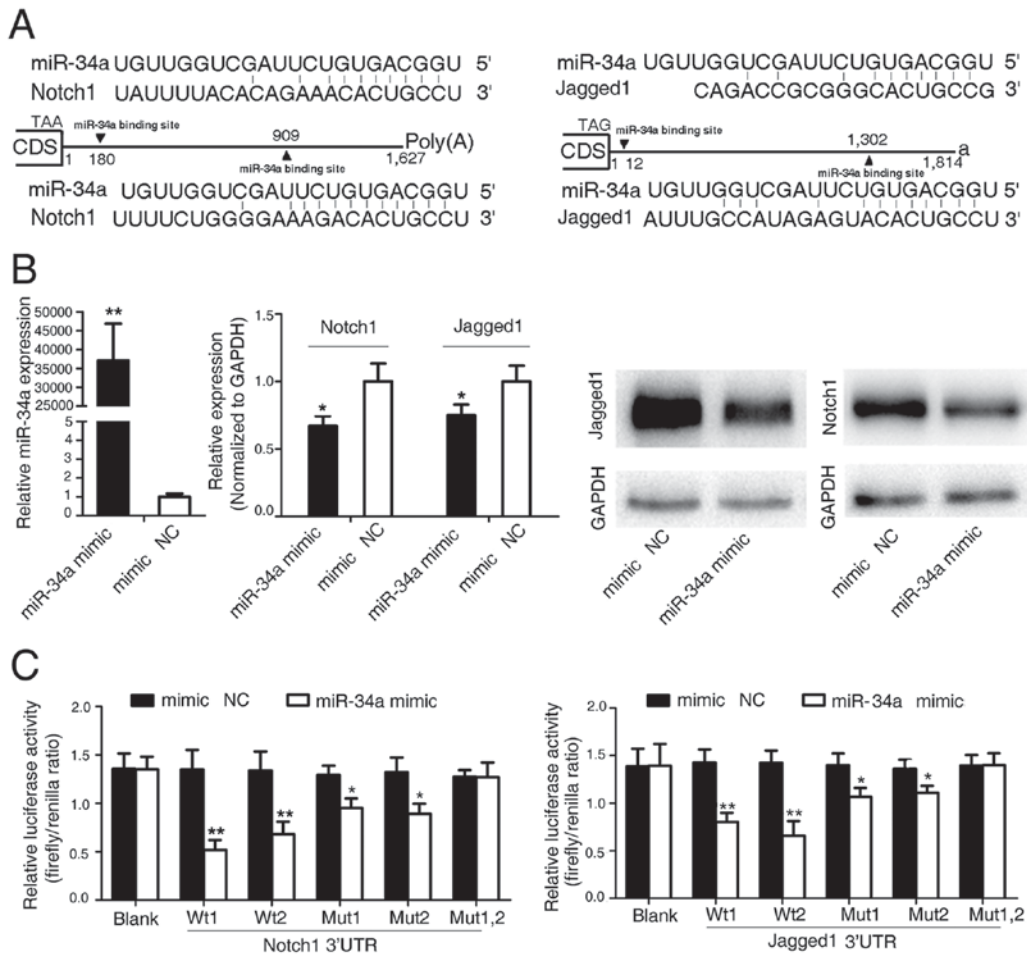 A
miR-34a UGUUGGUCGAUUCUGUGACGGU 5'
Notch1 UAUUUUACACAGAAACACUGCCU 3'
TAA
miR-34a binding site
909
Poly(A)
CDS
1
180
miR-34a binding site
1,627
miR-34a UGUUGGUCGAUUCUGUGACGGU 5'
Notch1 UUUUCUGGGGAAAGACACUGCCU 3'
miR-34a UGUUGGUCGAUUCUGUGACGGU 5'
Jagged1 CAGACCGCGGGCACUGCCG 3'
TAG
miR-34a binding site
1,302
a
CDS
1 12
miR-34a binding site
1,814
miR-34a UGUUGGUCGAUUCUGUGACGGU 5'
Jagged1 AUUUGCCAUAGAGUACACUGCCU 3'
B
Relative miR-34a expression
50000
45000
40000
35000
30000
25000
5
4
3
2
1
0
**
miR-34a mimic
mimic NC
Relative expression
(Normalized to GAPDH)
1.5
1.0
0.5
0.0
Notch1
Jagged1
*
*
miR-34a mimic
mimic NC
miR-34a mimic
mimic NC
Jagged1
GAPDH
mimic NC
miR-34a mimic
Notch1
GAPDH
mimic NC
miR-34a mimic
C
mimic NC
miR-34a mimic
Relative luciferase activity
(firefly/renilla ratio)
2.0
1.5
1.0
0.5
0.0
**
**
*
*
Blank Wt1 Wt2 Mut1 Mut2 Mut1,2
Notch1 3'UTR
mimic NC
miR-34a mimic
Relative luciferase activity
(firefly/renilla ratio)
2.0
1.5
1.0
0.5
0.0
**
**
*
*
Blank Wt1 Wt2 Mut1 Mut2 Mut1,2
Jagged1 3'UTR